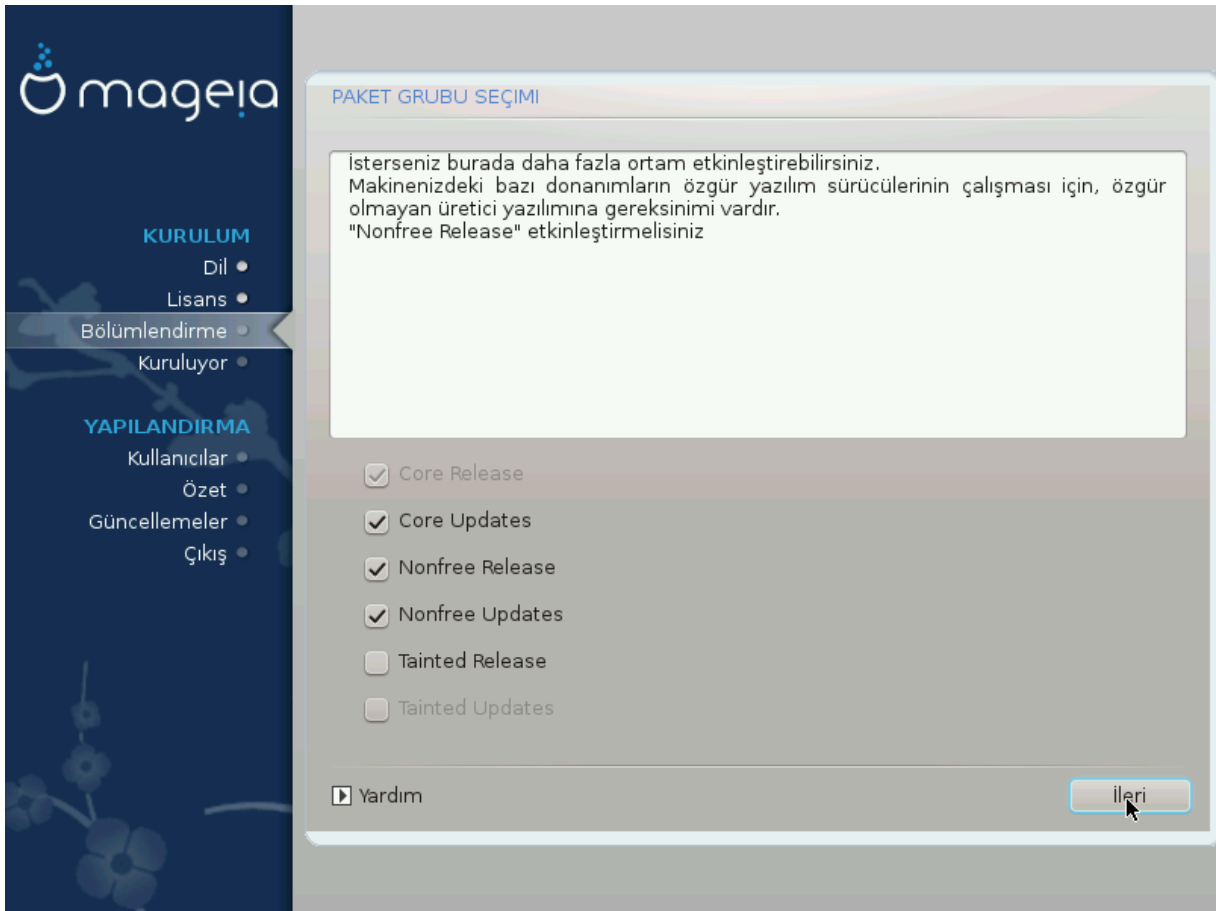 mageia
KURULUM
Dil
Lisans
Bölümlendirme
Kuruluyor
YAPILANDIRMA
Kullanıcılar
Özet
Güncellemeler
Çıkış
PAKET GRUBU SEÇIMI
İsterseniz burada daha fazla ortam etkinleştirebilirsiniz.
Makinenizdeki bazı donanımların özgür yazılım sürücülerinin çalışması için, özgür
olmayan üretici yazılımına gereksinimi vardır.
"Nonfree Release" etkinleştirmelisiniz
Core Release
Core Updates
Nonfree Release
Nonfree Updates
Tainted Release
Tainted Updates
Yardım
İleri